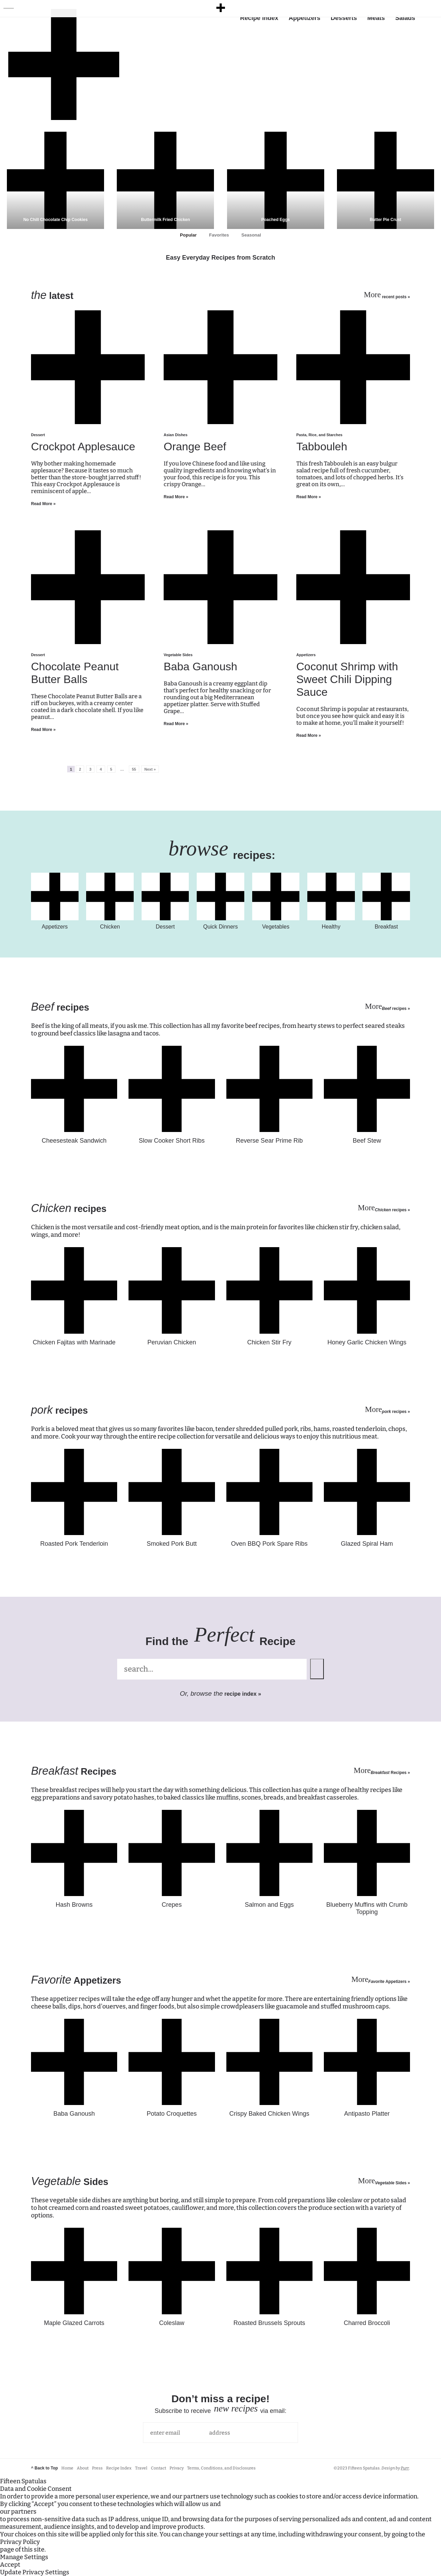 Recipe Index Appetizers Desserts Meats Salads
No Chill Chocolate Chip Cookies
Buttermilk Fried Chicken
Poached Eggs
Butter Pie Crust
Popular Favorites Seasonal
Easy Everyday Recipes from Scratch
the latest
More recent posts »
Dessert
Crockpot Applesauce
Why bother making homemade
applesauce? Because it tastes so much
better than the store-bought jarred stuff!
This easy Crockpot Applesauce is
reminiscent of apple...
Read More »
Asian Dishes
Orange Beef
If you love Chinese food and like using
quality ingredients and knowing what's in
your food, this recipe is for you. This
crispy Orange...
Read More »
Pasta, Rice, and Starches
Tabbouleh
This fresh Tabbouleh is an easy bulgur
salad recipe full of fresh cucumber,
tomatoes, and lots of chopped herbs. It's
great on its own,...
Read More »
Dessert
Chocolate Peanut
Butter Balls
These Chocolate Peanut Butter Balls are a
riff on buckeyes, with a creamy center
coated in a dark chocolate shell. If you like
peanut...
Read More »
Vegetable Sides
Baba Ganoush
Baba Ganoush is a creamy eggplant dip
that's perfect for healthy snacking or for
rounding out a big Mediterranean
appetizer platter. Serve with Stuffed
Grape...
Read More »
Appetizers
Coconut Shrimp with
Sweet Chili Dipping
Sauce
Coconut Shrimp is popular at restaurants,
but once you see how quick and easy it is
to make at home, you'll make it yourself!
Read More »
1 2 3 4 5 … Next »
browse recipes:
Appetizers
Chicken
Dessert
Quick Dinners
Vegetables
Healthy
Breakfast
Beef recipes
More Beef recipes »
Beef is the king of all meats, if you ask me. This collection has all my favorite beef recipes, from hearty stews to perfect seared steaks
to ground beef classics like lasagna and tacos.
Cheesesteak Sandwich
Slow Cooker Short Ribs
Reverse Sear Prime Rib
Beef Stew
Chicken recipes
More Chicken recipes »
Chicken is the most versatile and cost-friendly meat option, and is the main protein for favorites like chicken stir fry, chicken salad,
wings, and more!
Chicken Fajitas with Marinade
Peruvian Chicken
Chicken Stir Fry
Honey Garlic Chicken Wings
pork recipes
More pork recipes »
Pork is a beloved meat that gives us so many favorites like bacon, tender shredded pulled pork, ribs, hams, roasted tenderloin, chops,
and more. Cook your way through the entire recipe collection for versatile and delicious ways to enjoy this nutritious meat.
Roasted Pork Tenderloin
Smoked Pork Butt
Oven BBQ Pork Spare Ribs
Glazed Spiral Ham
Find the Perfect Recipe
search...
Or, browse the recipe index »
Breakfast Recipes
More Breakfast Recipes »
These breakfast recipes will help you start the day with something delicious. This collection has quite a range of healthy recipes like
egg preparations and savory potato hashes, to baked classics like muffins, scones, breads, and breakfast casseroles.
Hash Browns
Crepes
Salmon and Eggs
Blueberry Muffins with Crumb
Topping
Favorite Appetizers
More Favorite Appetizers »
These appetizer recipes will take the edge off any hunger and whet the appetite for more. There are entertaining friendly options like
cheese balls, dips, hors d'oeuvres, and finger foods, but also simple crowdpleasers like guacamole and stuffed mushroom caps.
Baba Ganoush
Potato Croquettes
Crispy Baked Chicken Wings
Antipasto Platter
Vegetable Sides
More Vegetable Sides »
These vegetable side dishes are anything but boring, and still simple to prepare. From cold preparations like coleslaw or potato salad
to hot creamed corn and roasted sweet potatoes, cauliflower, and more, this collection covers the produce section with a variety of
options.
Maple Glazed Carrots
Coleslaw
Roasted Brussels Sprouts
Charred Broccoli
Don't miss a recipe!
Subscribe to receive new recipes via email:
enter email address
^ Back to Top Home About Press Recipe Index Travel Contact Privacy Terms, Conditions, and Disclosures
©2023 Fifteen Spatulas. Design by Purr.
Fifteen Spatulas
Data and Cookie Consent
In order to provide a more personal user experience, we and our partners use technology such as cookies to store and/or access device information.
By clicking "Accept" you consent to these technologies which will allow us and
our partners
to process non-sensitive data such as IP address, unique ID, and browsing data for the purposes of serving personalized ads and content, ad and content
measurement, audience insights, and to develop and improve products.
Your choices on this site will be applied only for this site. You can change your settings at any time, including withdrawing your consent, by going to the
Privacy Policy
page of this site.
Manage Settings
Accept
Update Privacy Settings